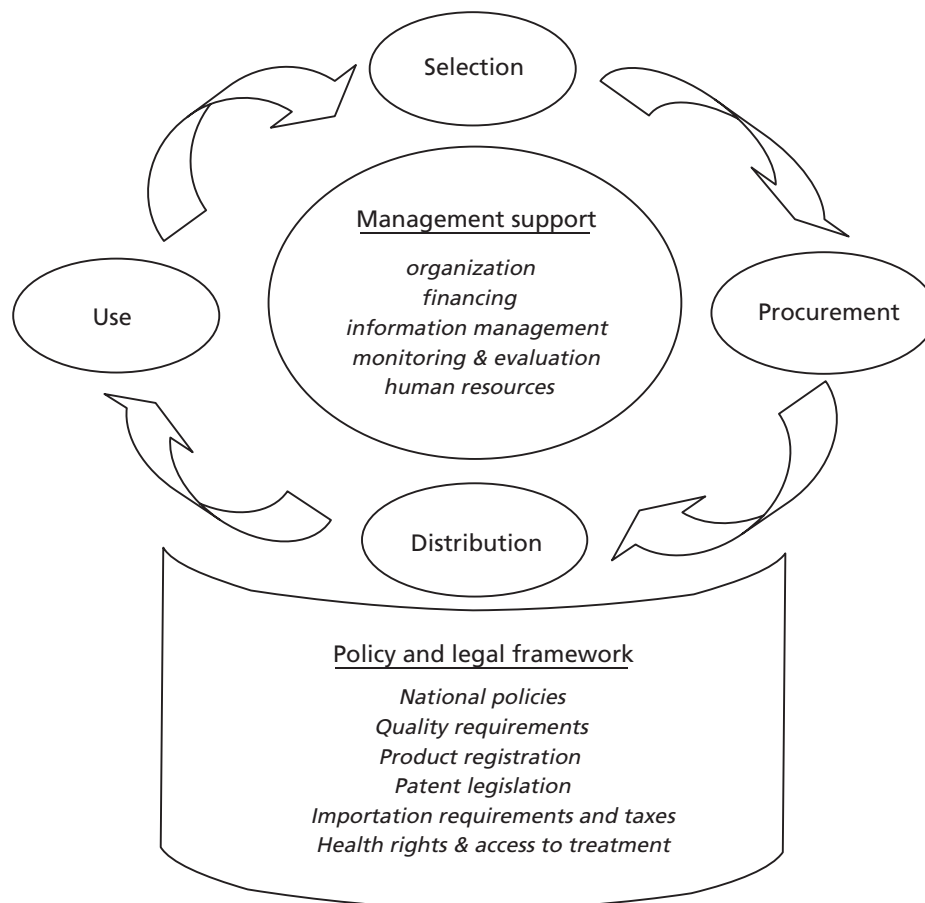 Selection
Management support
organization
financing
information management
monitoring & evaluation
human resources
Use
Procurement
Distribution
Policy and legal framework
National policies
Quality requirements
Product registration
Patent legislation
Importation requirements and taxes
Health rights & access to treatment